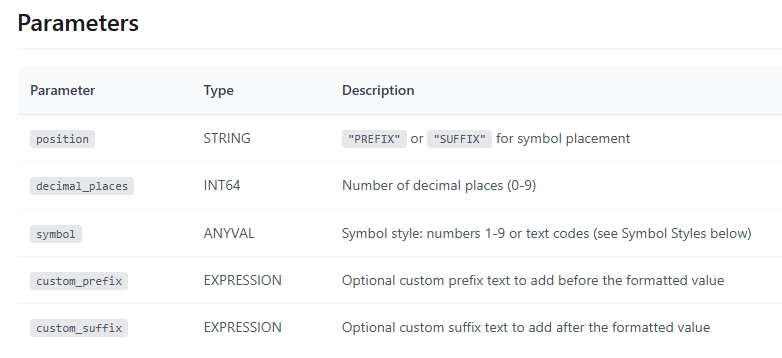 Parameters
Parameter Type Description
position STRING "PREFIX" or "SUFFIX" for symbol placement
decimal_places INT64 Number of decimal places (0-9)
symbol ANYVAL Symbol style: numbers 1-9 or text codes (see Symbol Styles below)
custom_prefix EXPRESSION Optional custom prefix text to add before the formatted value
custom_suffix EXPRESSION Optional custom suffix text to add after the formatted value